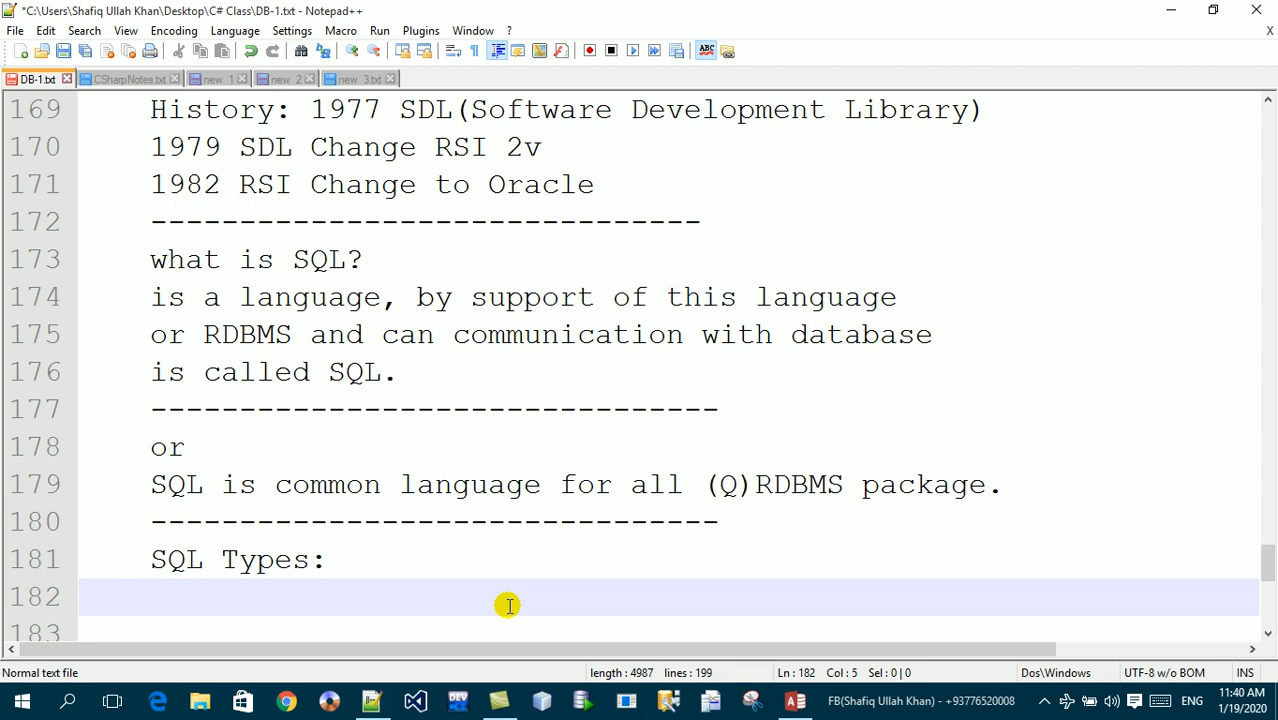 *C:\Users\Shafiq Ullah Khan\Desktop\C# Class\DB-1.txt - Notepad++
File Edit Search View Encoding Language Settings Macro Run Plugins Window ?
X
ABC
DB-1.txt CSharpNotes.txt new 1 new 2 new 3.txt
169 History: 1977 SDL(Software Development Library)
170 1979 SDL Change RSI 2v
171 1982 RSI Change to Oracle
172 -------------------------------
173 what is SQL?
174 is a language, by support of this language
175 or RDBMS and can communication with database
176 is called SQL.
177 --------------------------------
178 or
179 SQL is common language for all (Q)RDBMS package.
180 --------------------------------
181 SQL Types:
182
183
Normal text file length : 4987 lines : 199 Ln : 182 Col : 5 Sel : 0 | 0 Dos\Windows UTF-8 w/o BOM INS
DEV
FB(Shafiq Ullah Khan) - +93776520008 ENG 11:40 AM
1/19/2020